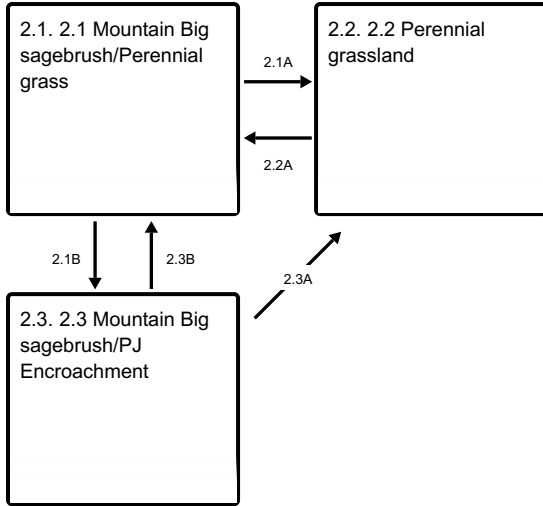 2.1. 2.1 Mountain Big
sagebrush/Perennial
grass
2.2. 2.2 Perennial
grassland
2.1A
2.2A
2.1B
2.3B
2.3A
2.3. 2.3 Mountain Big
sagebrush/PJ
Encroachment